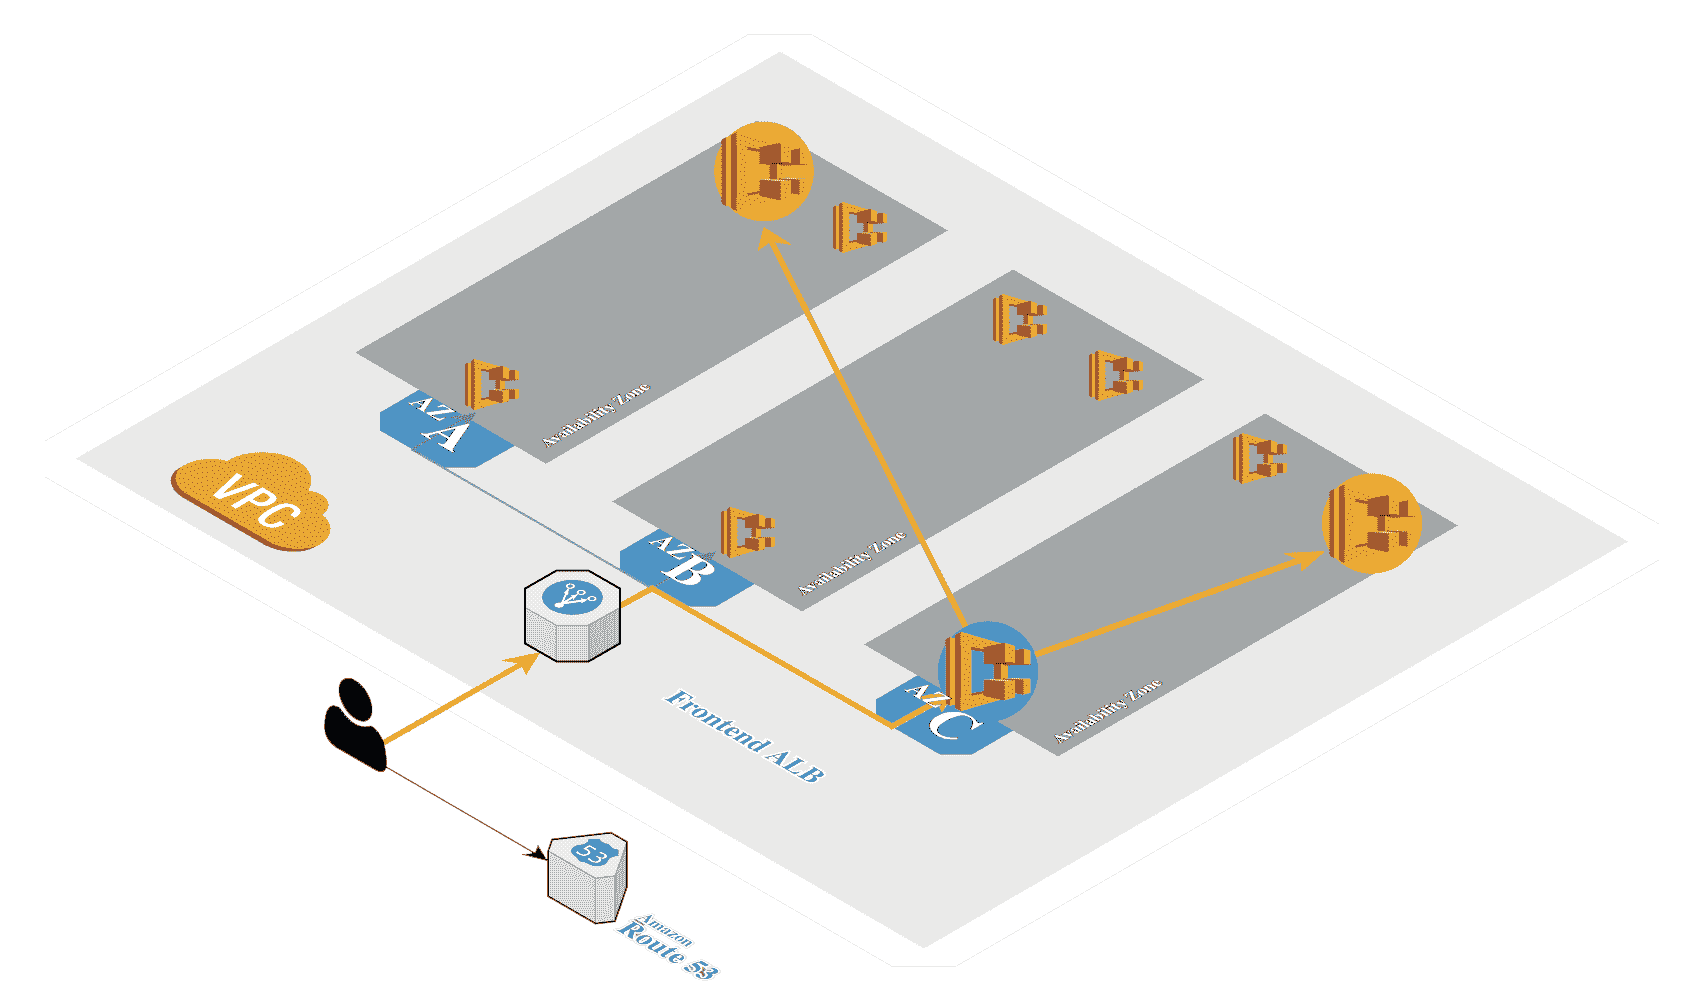 AZ
A
Availability Zone
VPC
AZ
B
Availability Zone
AZ
C
Availability Zone
Frontend ALB
53
Amazon
Route 53